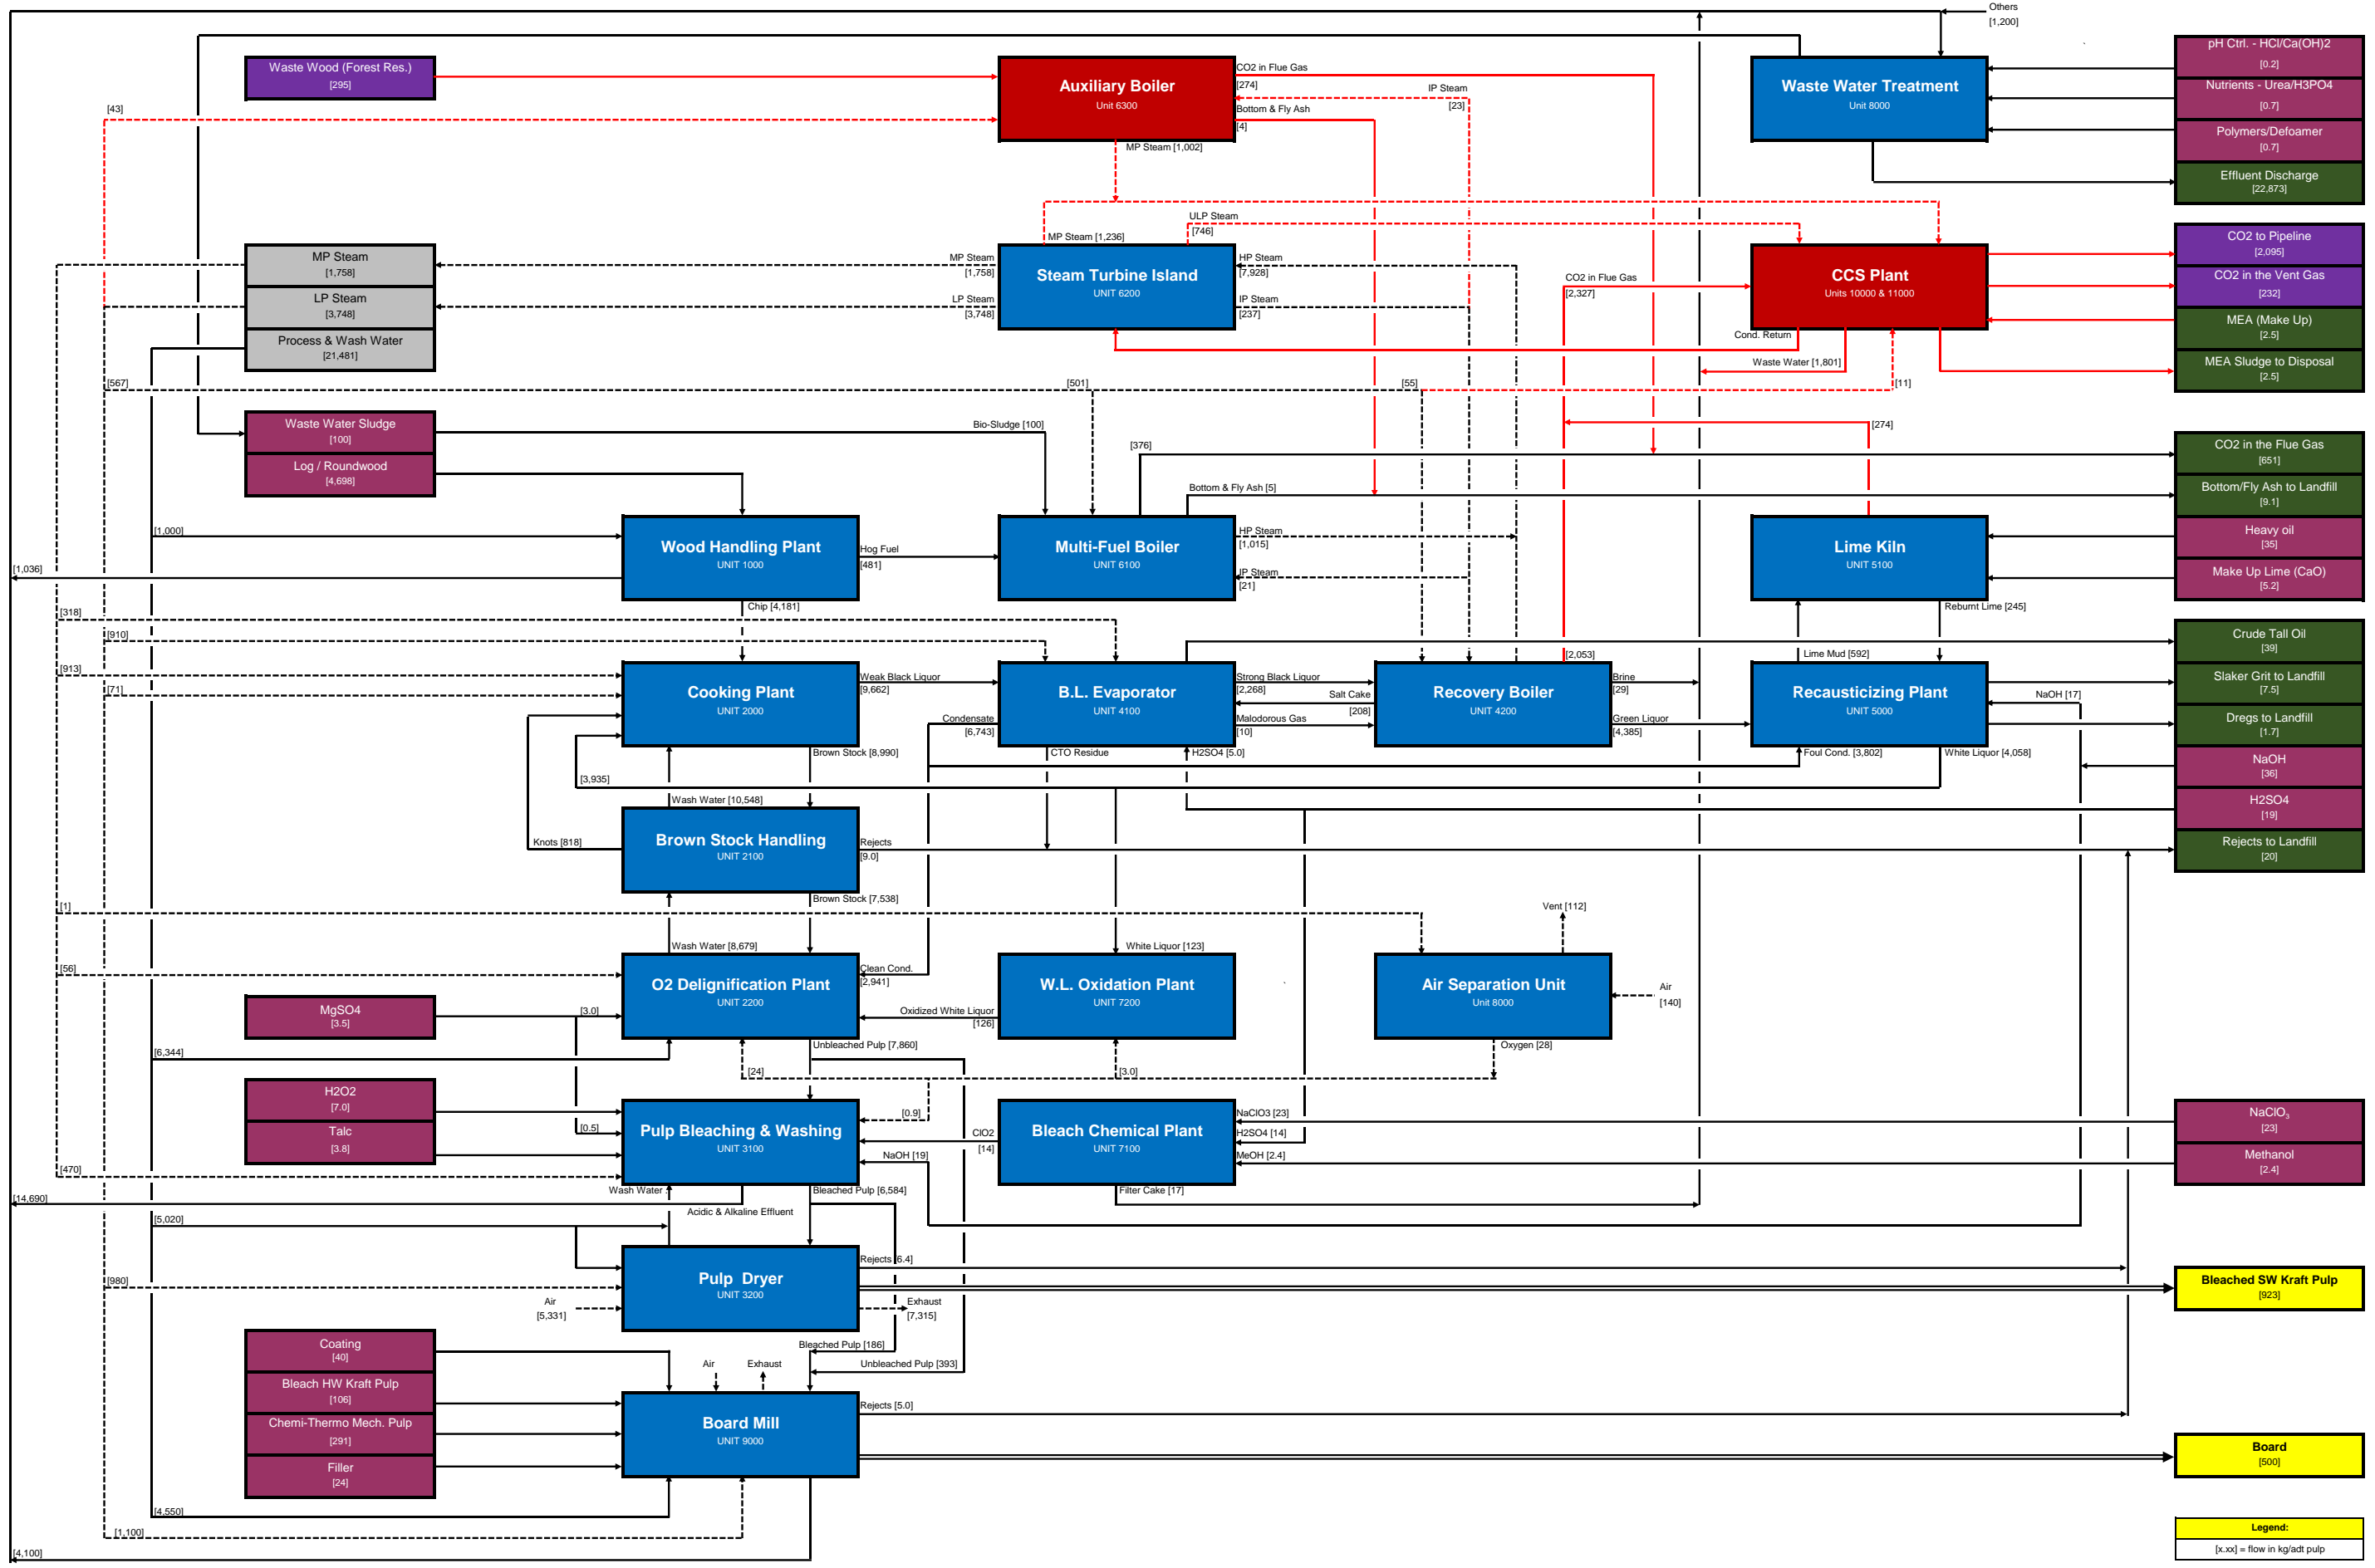 Others
[1,200]
pH Ctrl. - HCl/Ca(OH)2
[0.2]
Waste Wood (Forest Res.)
[295]
Auxiliary Boiler
Unit 6300
CO2 in Flue Gas
[274]
IP Steam
[23]
Bottom & Fly Ash
[4]
MP Steam [1,002]
Waste Water Treatment
Unit 8000
Nutrients - Urea/H3PO4
[0.7]
Polymers/Defoamer
[0.7]
Effluent Discharge
[22,873]
[43]
ULP Steam
[746]
MP Steam [1,236]
MP Steam
[1,758]
LP Steam
[3,748]
Process & Wash Water
[21,481]
MP Steam
[1,758]
LP Steam
[3,748]
Steam Turbine Island
UNIT 6200
HP Steam
[7,928]
IP Steam
[237]
CO2 in Flue Gas
[2,327]
CCS Plant
Units 10000 & 11000
Cond. Return
Waste Water [1,801]
CO2 to Pipeline
[2,095]
CO2 in the Vent Gas
[232]
MEA (Make Up)
[2.5]
MEA Sludge to Disposal
[2.5]
[567]
[501]
[55]
[11]
Waste Water Sludge
[100]
Log / Roundwood
[4,698]
Bio-Sludge [100]
[376]
[274]
Bottom & Fly Ash [5]
CO2 in the Flue Gas
[651]
Bottom/Fly Ash to Landfill
[9.1]
Heavy oil
[35]
Make Up Lime (CaO)
[5.2]
[1,000]
[1,036]
Wood Handling Plant
UNIT 1000
Hog Fuel
[481]
Chip [4,181]
Multi-Fuel Boiler
UNIT 6100
HP Steam
[1,015]
IP Steam
[21]
Lime Kiln
UNIT 5100
Reburnt Lime [245]
Lime Mud [592]
[318]
[910]
[913]
[71]
[2,053]
Cooking Plant
UNIT 2000
Weak Black Liquor
[9,662]
Condensate
[6,743]
B.L. Evaporator
UNIT 4100
Strong Black Liquor
[2,268]
Salt Cake
[208]
Malodorous Gas
[10]
Recovery Boiler
UNIT 4200
Brine
[29]
Green Liquor
[4,385]
Recausticizing Plant
UNIT 5000
NaOH [17]
Crude Tall Oil
[39]
Slaker Grit to Landfill
[7.5]
Dregs to Landfill
[1.7]
NaOH
[36]
H2SO4
[19]
Rejects to Landfill
[20]
Brown Stock [8,990]
CTO Residue
H2SO4 [5.0]
Foul Cond. [3,802]
White Liquor [4,058]
[3,935]
Wash Water [10,548]
Knots [818]
Brown Stock Handling
UNIT 2100
Rejects
[9.0]
Brown Stock [7,538]
[1]
Vent [112]
Wash Water [8,679]
White Liquor [123]
[56]
O2 Delignification Plant
UNIT 2200
Clean Cond.
[2,941]
Oxidized White Liquor
[126]
W.L. Oxidation Plant
UNIT 7200
Air Separation Unit
Unit 8000
Air
[140]
MgSO4
[3.5]
[3.0]
Unbleached Pulp [7,860]
Oxygen [28]
[6,344]
[24]
[3.0]
H2O2
[7.0]
Talc
[3.8]
[0.5]
[0.9]
Pulp Bleaching & Washing
UNIT 3100
ClO2
[14]
NaOH [19]
Bleach Chemical Plant
UNIT 7100
NaClO3 [23]
H2SO4 [14]
MeOH [2.4]
NaClO3
[23]
Methanol
[2.4]
[470]
[14,690]
Wash Water
Bleached Pulp [6,584]
Filter Cake [17]
Acidic & Alkaline Effluent
[5,020]
[980]
Air
[5,331]
Pulp Dryer
UNIT 3200
Rejects [6.4]
Exhaust
[7,315]
Bleached SW Kraft Pulp
[923]
Coating
[40]
Bleach HW Kraft Pulp
[106]
Chemi-Thermo Mech. Pulp
[291]
Filler
[24]
Air
Exhaust
Bleached Pulp [186]
Unbleached Pulp [393]
Board Mill
UNIT 9000
Rejects [5.0]
Board
[500]
[4,550]
[1,100]
[4,100]
Legend:
[x.xx] = flow in kg/adt pulp